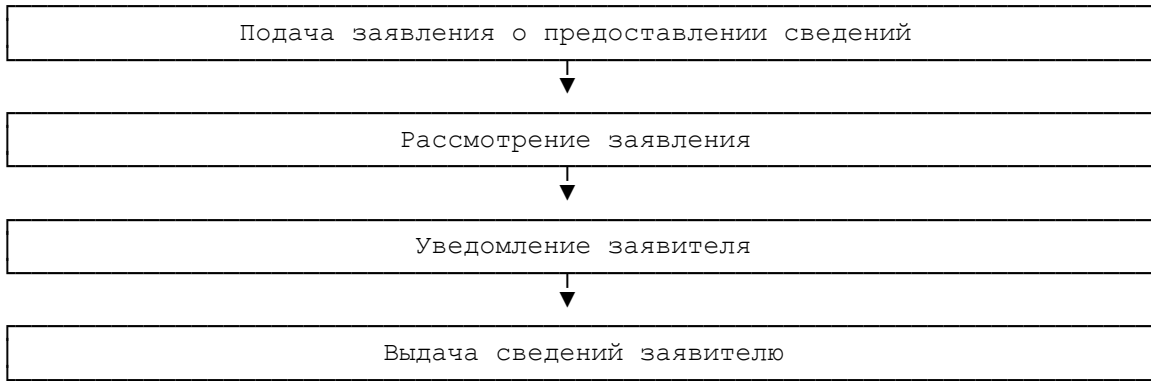 Подача заявления о предоставлении сведений
Рассмотрение заявления
Уведомление заявителя
Выдача сведений заявителю